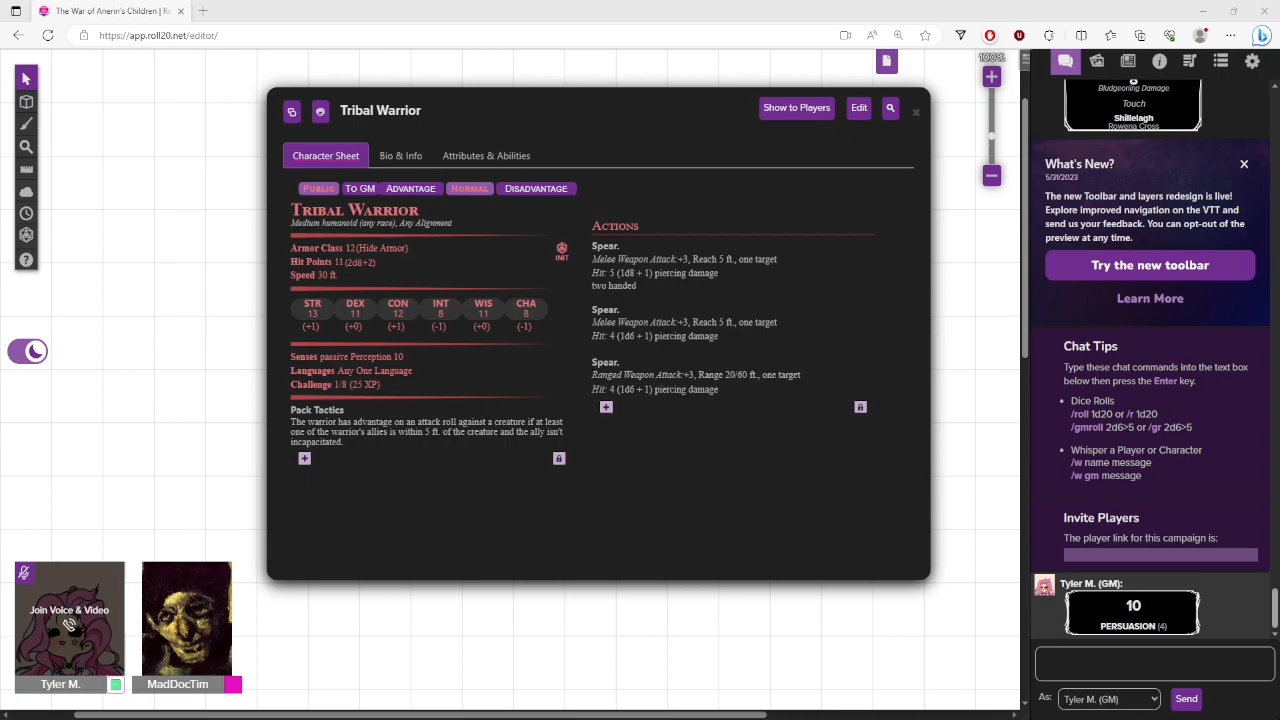 The War of Anerin's Children | Ro
https://app.roll20.net/editor/
100%
Tribal Warrior
Show to Players
Edit
Character Sheet
Bio & Info
Attributes & Abilities
PUBLIC
To GM
ADVANTAGE
NORMAL
DISADVANTAGE
TRIBAL WARRIOR
Medium humanoid (any race), Any Alignment
Armor Class 12 (Hide Armor)
Hit Points 11 (2d8+2)
Speed 30 ft.
INIT
STR DEX CON INT WIS CHA
13 11 12 8 11 8
(+1) (+0) (+1) (-1) (+0) (-1)
Senses passive Perception 10
Languages Any One Language
Challenge 1/8 (25 XP)
Pack Tactics
The warrior has advantage on an attack roll against a creature if at least
one of the warrior's allies is within 5 ft. of the creature and the ally isn't
incapacitated.
ACTIONS
Spear.
Melee Weapon Attack: +3, Reach 5 ft., one target
Hit: 5 (1d8 + 1) piercing damage
two handed
Spear.
Melee Weapon Attack: +3, Reach 5 ft., one target
Hit: 4 (1d6 + 1) piercing damage
Spear.
Ranged Weapon Attack: +3, Range 20/60 ft., one target
Hit: 4 (1d6 + 1) piercing damage
Join Voice & Video
Tyler M.
MadDocTim
Bludgeoning Damage
Touch
Shillelagh
Rowena Cross
What's New?
5/31/2023
The new Toolbar and layers redesign is live!
Explore improved navigation on the VTT and
send us your feedback. You can opt-out of the
preview at any time.
Try the new toolbar
Learn More
Chat Tips
Type these chat commands into the text box
below then press the Enter key.
• Dice Rolls
/roll 1d20 or /r 1d20
/gmroll 2d6>5 or /gr 2d6>5
• Whisper a Player or Character
/w name message
/w gm message
Invite Players
The player link for this campaign is:
Tyler M. (GM):
10
PERSUASION (4)
As:
Tyler M. (GM)
Send